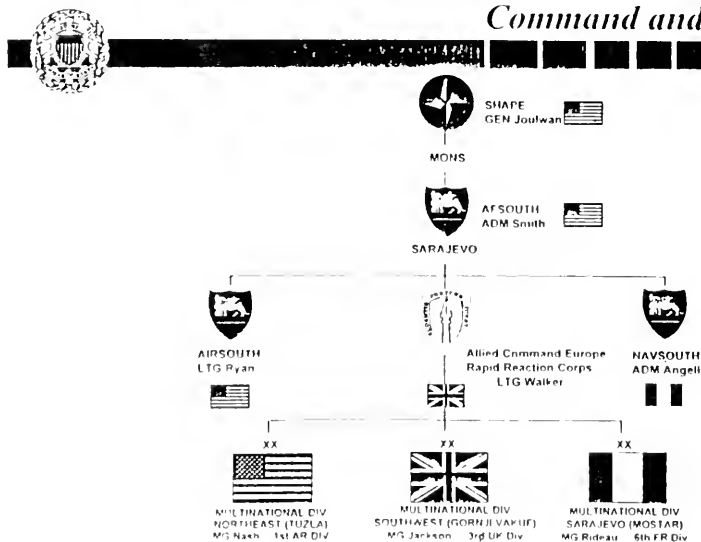 Command and
SHAPE
GEN Joulwan
MONS
AFSOUTH
ADM Smith
SARAJEVO
AIRSOUTH
LTG Ryan
Allied Command Europe
Rapid Reaction Corps
LTG Walker
NAVSOUTH
ADM Angeli
XX
XX
XX
MULTINATIONAL DIV
NORTHEAST (TUZLA)
MG Nash 1st AR DIV
MULTINATIONAL DIV
SOUTHWEST (GORNJI VAKUF)
MG Jackson 3rd UK Div
MULTINATIONAL DIV
SARAJEVO (MOSTAR)
MG Rideau 6th FR Div